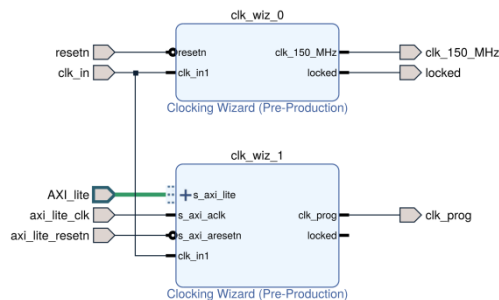 clk_wiz_0
resetn
clk_in
resetn
clk_in1
clk_150_MHz
locked
clk_150_MHz
locked
Clocking Wizard (Pre-Production)
clk_wiz_1
AXI_lite
axi_lite_clk
axi_lite_resetn
s_axi_lite
s_axi_aclk
s_axi_aresetn
clk_in1
clk_prog
locked
clk_prog
Clocking Wizard (Pre-Production)